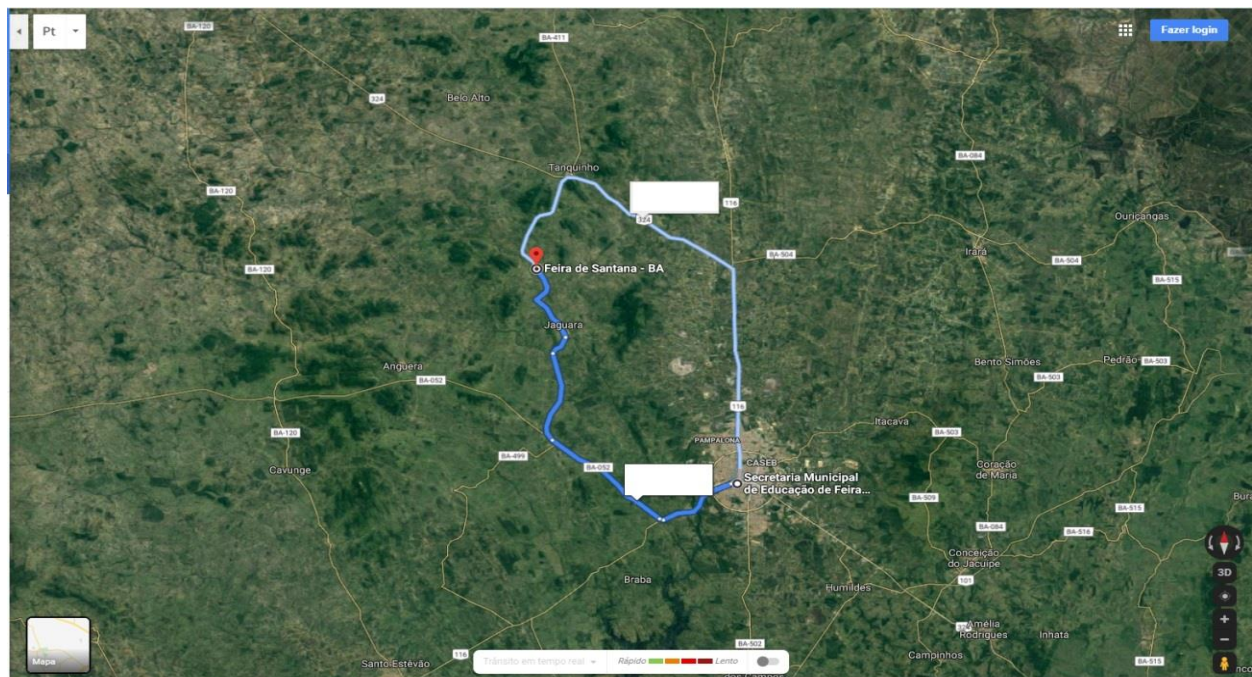 Pt
Fazer login
BA-120
BA-411
324
Belo Alto
BA-084
Tanquinho
BA-120
116
324
Ouriçangas
BA-504
Irará
BA-504
BA-120
Feira de Santana - BA
BA-515
Jaguara
Anguera
BA-052
Bento Simões
Pedrão
BA-503
BA-503
116
Itacava
BA-120
PAMPALONA
BA-503
BA-499
BA-052
CASEB
Cavunge
Coração
de Maria
Secretaria Municipal
de Educação de Feira...
BA-509
BA-515
BA-084
BA-516
Conceição
do Jacuípe
3D
Braba
Humildes
101
Amélia
Rodrigues
Inhatá
BA-502
116
Santo Estêvão
Campinhos
BA-515
Mapa
Trânsito em tempo real
Rápido
Lento